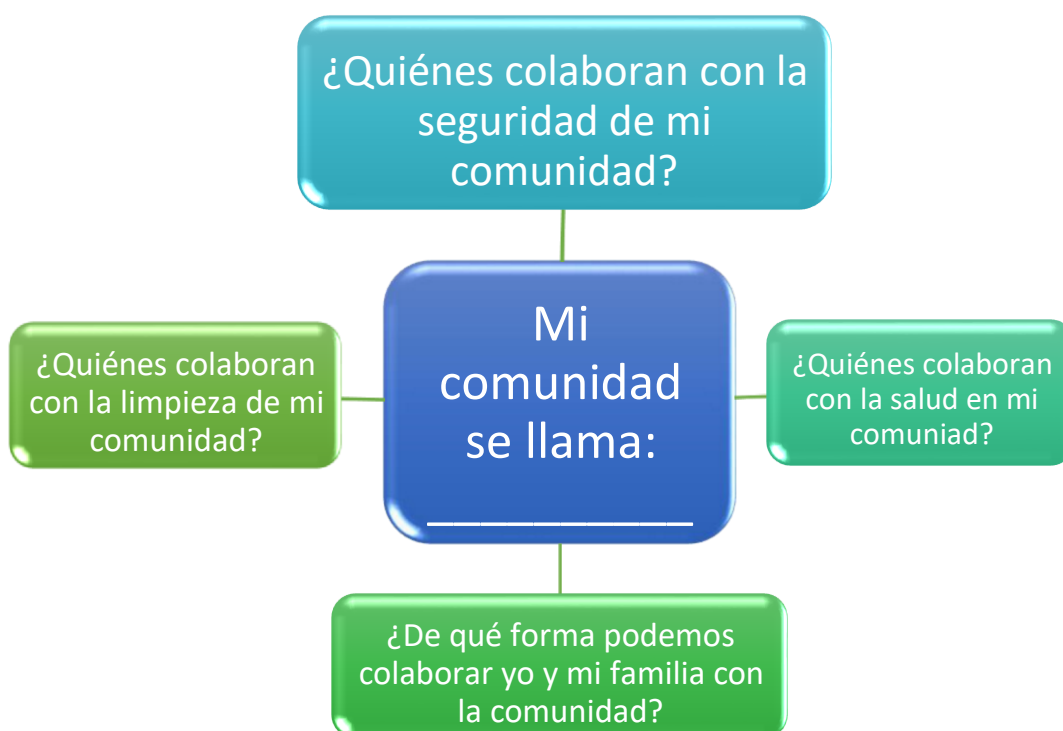 ¿Quiénes colaboran con la
seguridad de mi
comunidad?
¿Quiénes colaboran
con la limpieza de mi
comunidad?
Mi
comunidad
se llama:
___________
¿Quiénes colaboran
con la salud en mi
comuniad?
¿De qué forma podemos
colaborar yo y mi familia con
la comunidad?